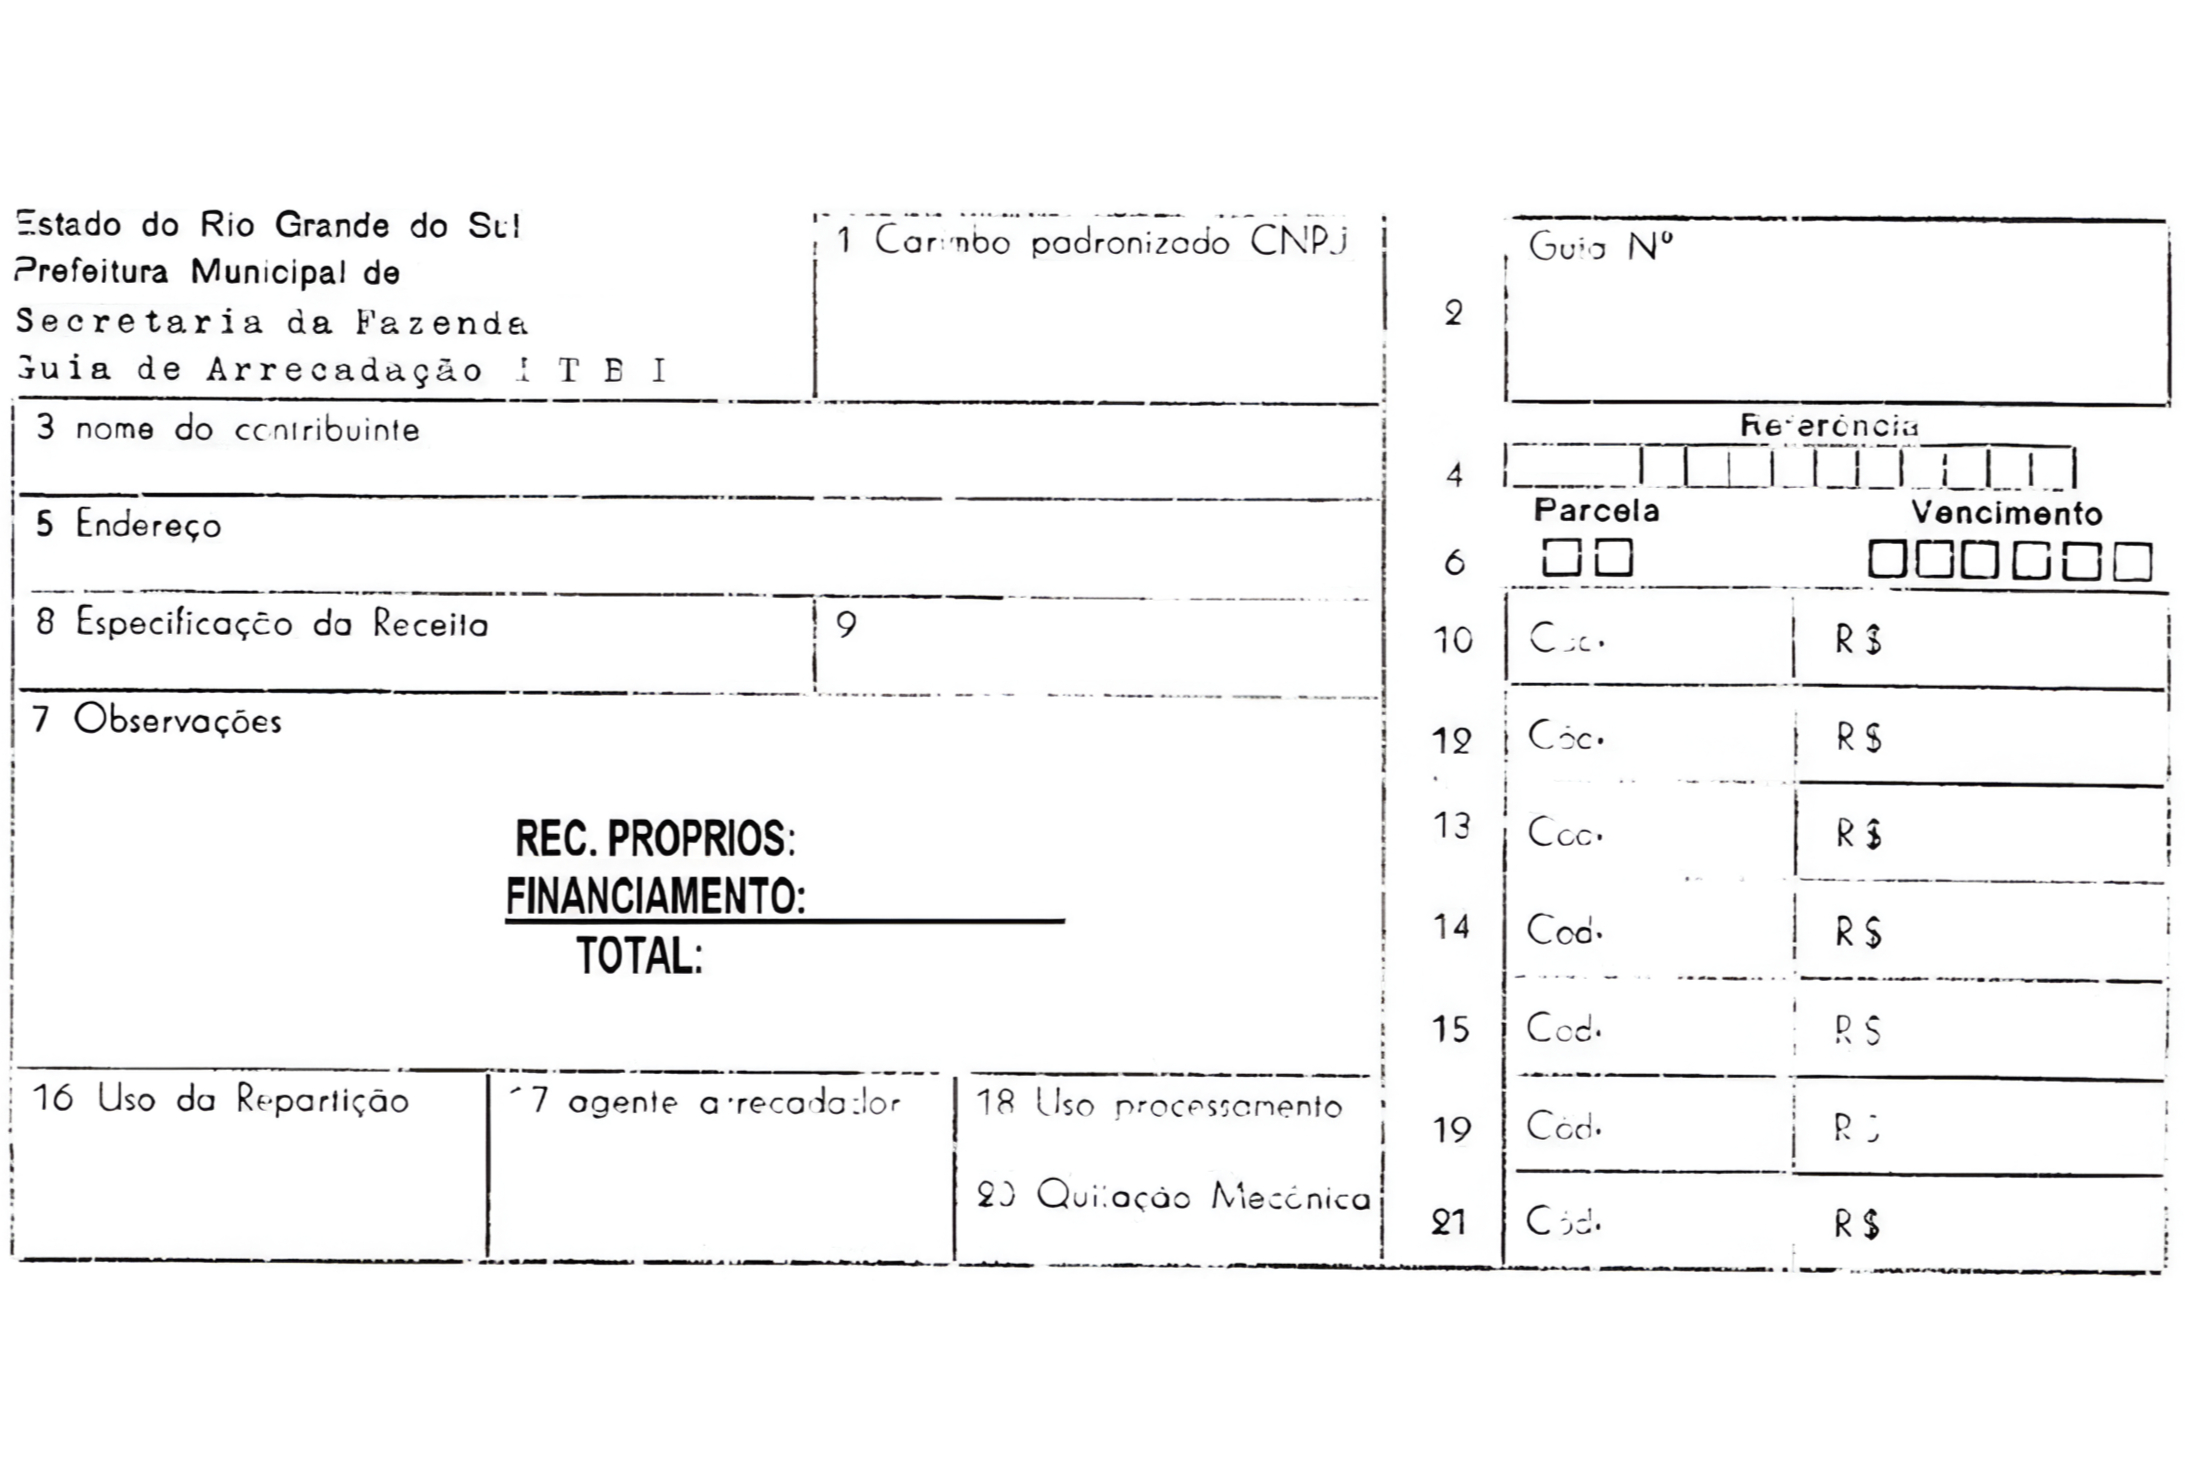 Estado do Rio Grande do Sul
Prefeitura Municipal de
Secretaria da Fazenda
Guia de Arrecadação I T B I
1 Carimbo padronizado CNPJ
2
Guia Nº
3 nome do contribuinte
Referência
4
5 Endereço
Parcela Vencimento
6
8 Especificação da Receita
9
10 Cód. R$
7 Observações
12 Cód. R$
REC. PROPRIOS:
13 Cod. R$
FINANCIAMENTO:
14 Cod. R$
TOTAL:
15 Cod. R$
16 Uso da Repartição
17 agente arrecadador
18 Uso processamento
19 Cód. R$
20 Quitação Mecânica
21 Cód. R$